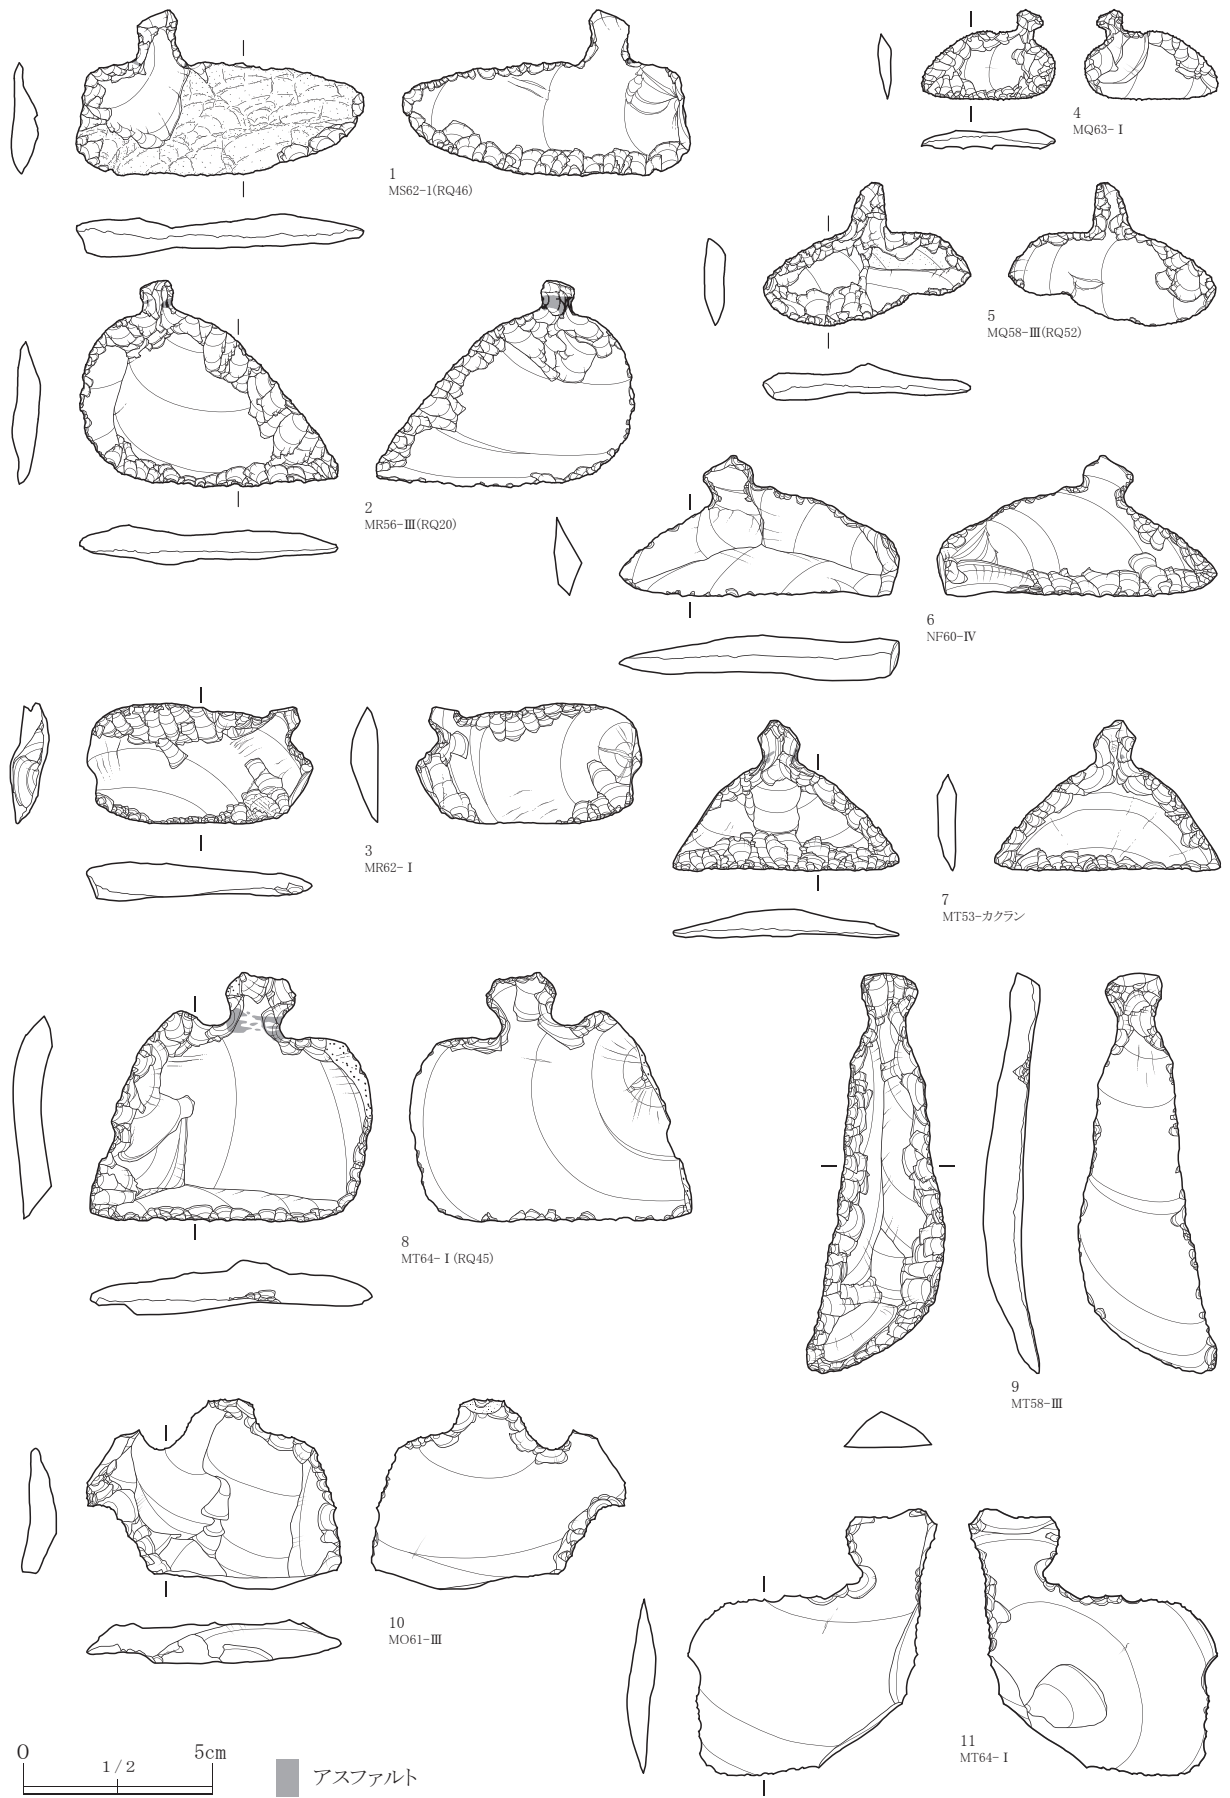 1
MS62-1(RQ46)
2
MR56-Ⅲ(RQ20)
3
MR62-Ⅰ
4
MQ63-Ⅰ
5
MQ58-Ⅲ(RQ52)
6
NF60-Ⅳ
7
MT53-カクラン
8
MT64-Ⅰ(RQ45)
9
MT58-Ⅲ
10
MO61-Ⅲ
11
MT64-Ⅰ
0 1/2 5cm
アスファルト